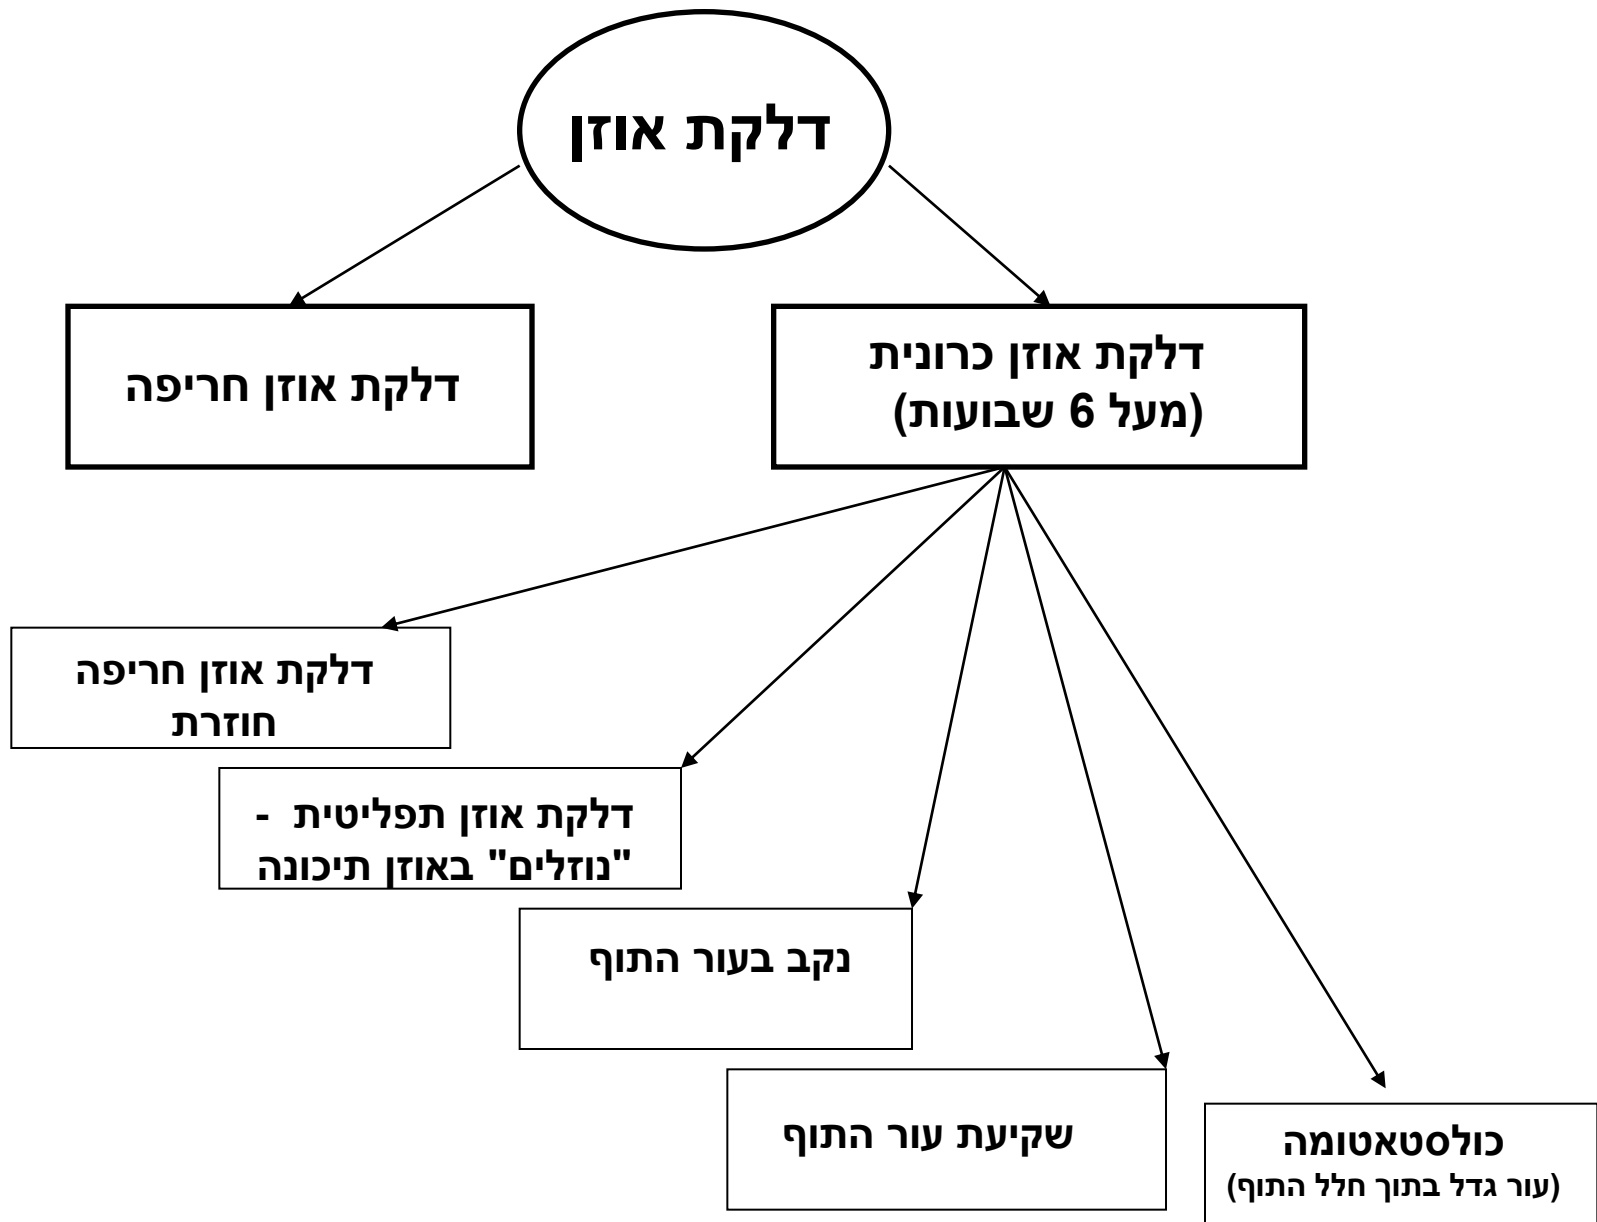 דלקת אוזן
דלקת אוזן כרונית
(מעל 6 שבועות)
דלקת אוזן חריפה
דלקת אוזן חריפה
חוזרת
דלקת אוזן תפליטית -
"נוזלים" באוזן תיכונה
נקב בעור התוף
שקיעת עור התוף
כולסטאטומה
(עור גדל בתוך חלל התוף)